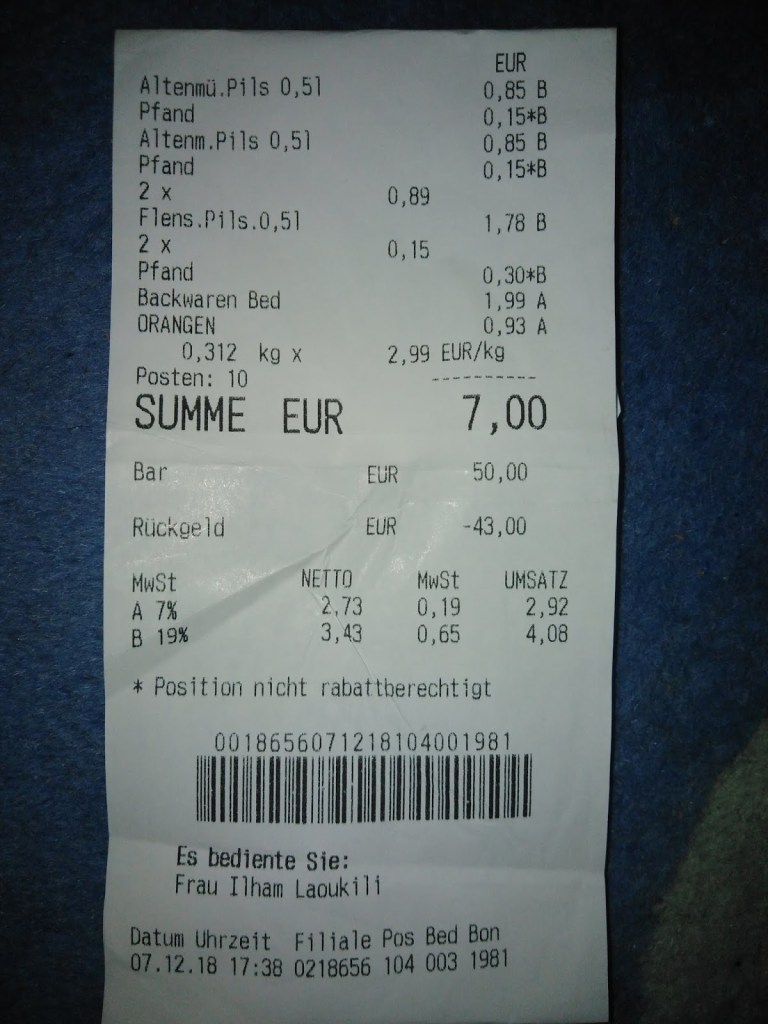 EUR
Altenmü.Pils 0,5l 0,85 B
Pfand 0,15*B
Altenm.Pils 0,5l 0,85 B
Pfand 0,15*B
2 x 0,89
Flens.Pils.0,5l 1,78 B
2 x 0,15
Pfand 0,30*B
Backwaren Bed 1,99 A
ORANGEN 0,93 A
0,312 kg x 2,99 EUR/kg
Posten: 10 ----------
SUMME EUR 7,00
Bar EUR 50,00
Rückgeld EUR -43,00
MwSt NETTO MwSt UMSATZ
A 7% 2,73 0,19 2,92
B 19% 3,43 0,65 4,08
* Position nicht rabattberechtigt
0018656071218104001981
Es bediente Sie:
Frau Ilham Laoukili
Datum Uhrzeit Filiale Pos Bed Bon
07.12.18 17:38 0218656 104 003 1981